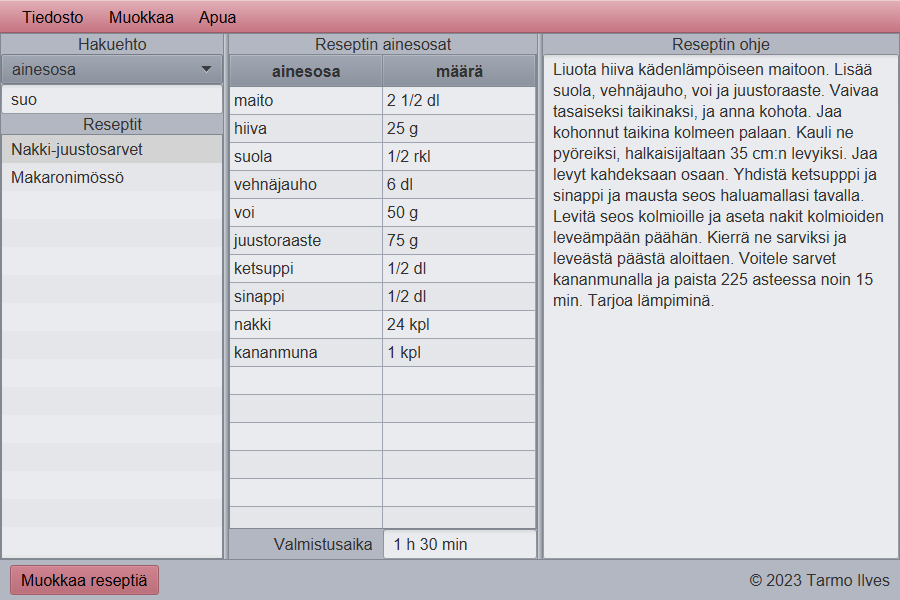 Tiedosto Muokkaa Apua
Hakuehto
ainesosa
suo
Reseptit
Nakki-juustosarvet
Makaronimössö
Reseptin ainesosat
ainesosa määrä
maito 2 1/2 dl
hiiva 25 g
suola 1/2 rkl
vehnäjauho 6 dl
voi 50 g
juustoraaste 75 g
ketsuppi 1/2 dl
sinappi 1/2 dl
nakki 24 kpl
kananmuna 1 kpl
Valmistusaika 1 h 30 min
Reseptin ohje
Liuota hiiva kädenlämpöiseen maitoon. Lisää
suola, vehnäjauho, voi ja juustoraaste. Vaivaa
tasaiseksi taikinaksi, ja anna kohota. Jaa
kohonnut taikina kolmeen palaan. Kauli ne
pyöreiksi, halkaisijaltaan 35 cm:n levyiksi. Jaa
levyt kahdeksaan osaan. Yhdistä ketsupppi ja
sinappi ja mausta seos haluamallasi tavalla.
Levitä seos kolmioille ja aseta nakit kolmioiden
leveämpään päähän. Kierrä ne sarviksi ja
leveästä päästä aloittaen. Voitele sarvet
kananmunalla ja paista 225 asteessa noin 15
min. Tarjoa lämpiminä.
Muokkaa reseptiä
© 2023 Tarmo Ilves